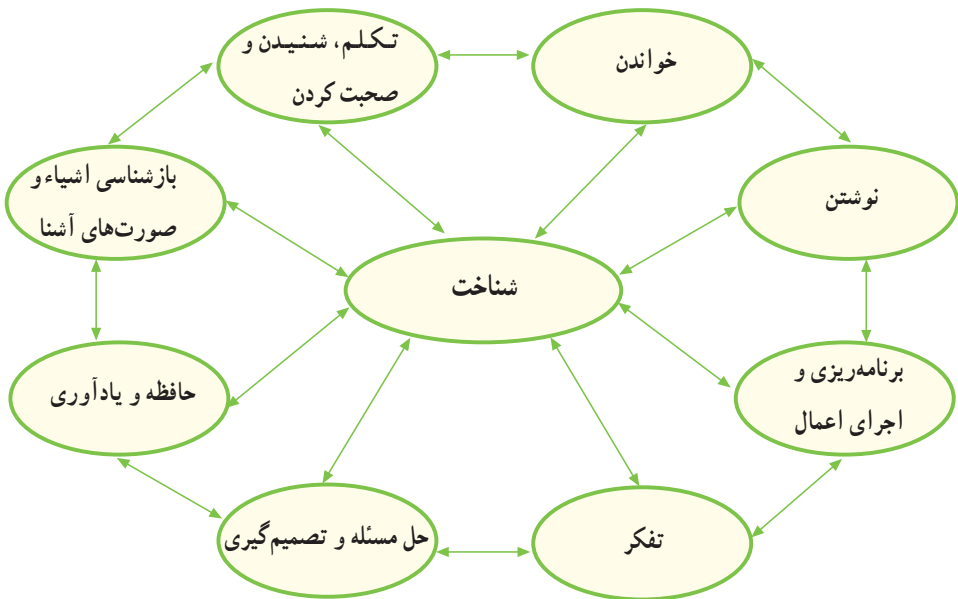 خواندن
تکلم، شنیدن و
صحبت کردن
نوشتن
بازشناسی اشیاء و
صورت‌های آشنا
شناخت
برنامه‌ریزی و
اجرای اعمال
حافظه و یادآوری
تفکر
حل مسئله و تصمیم‌گیری